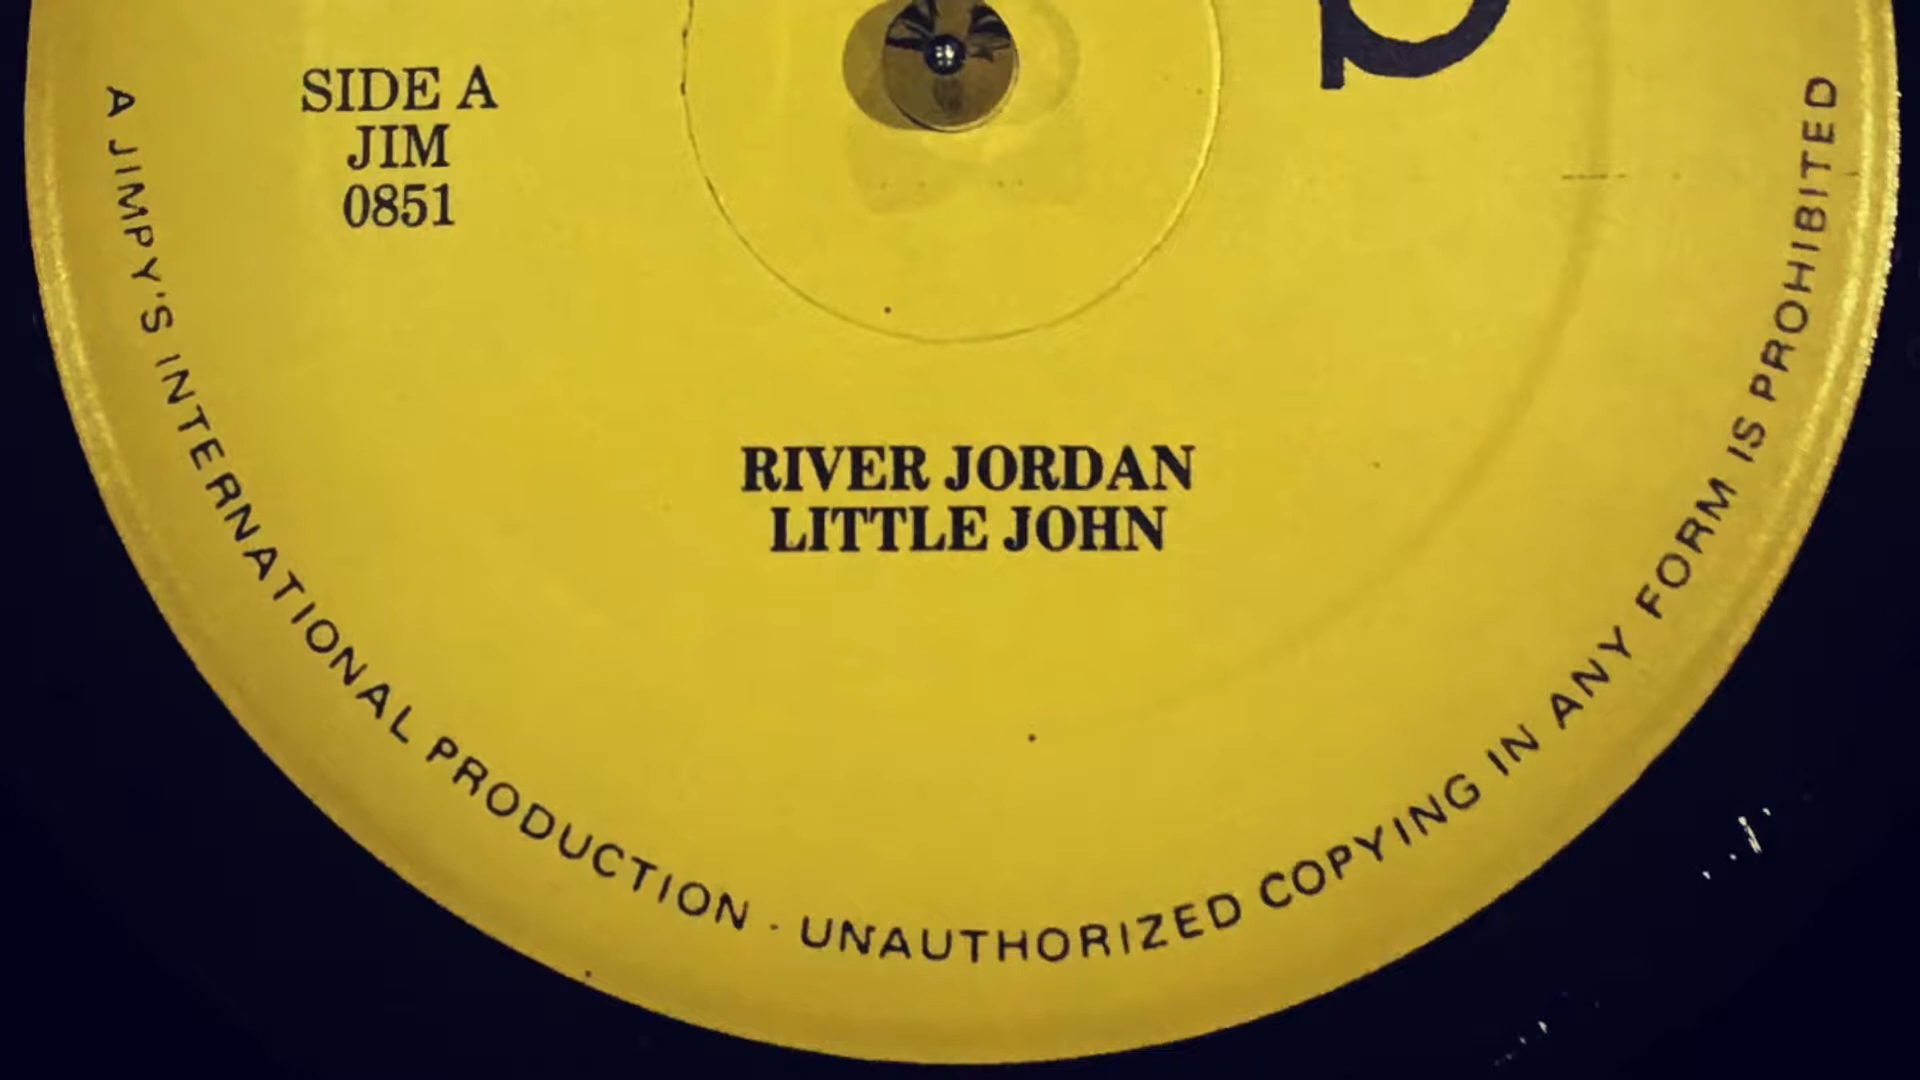 SIDE A
JIM
0851
RIVER JORDAN
LITTLE JOHN
A JIMPY'S INTERNATIONAL PRODUCTION · UNAUTHORIZED COPYING IN ANY FORM IS PROHIBITED